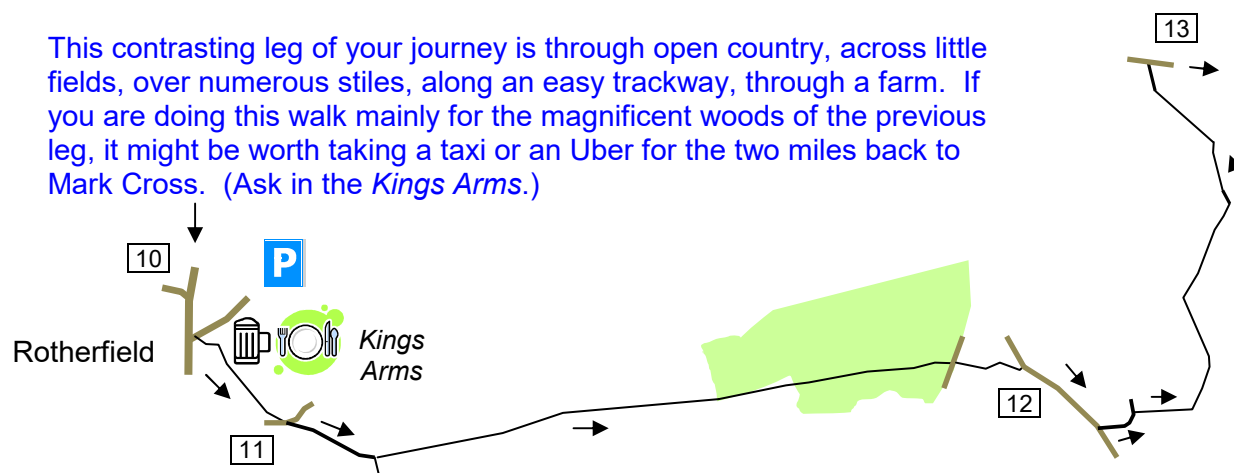 This contrasting leg of your journey is through open country, across little
fields, over numerous stiles, along an easy trackway, through a farm.  If
you are doing this walk mainly for the magnificent woods of the previous
leg, it might be worth taking a taxi or an Uber for the two miles back to
Mark Cross.  (Ask in the Kings Arms.)
13
10
P
Rotherfield
Kings
Arms
12
11